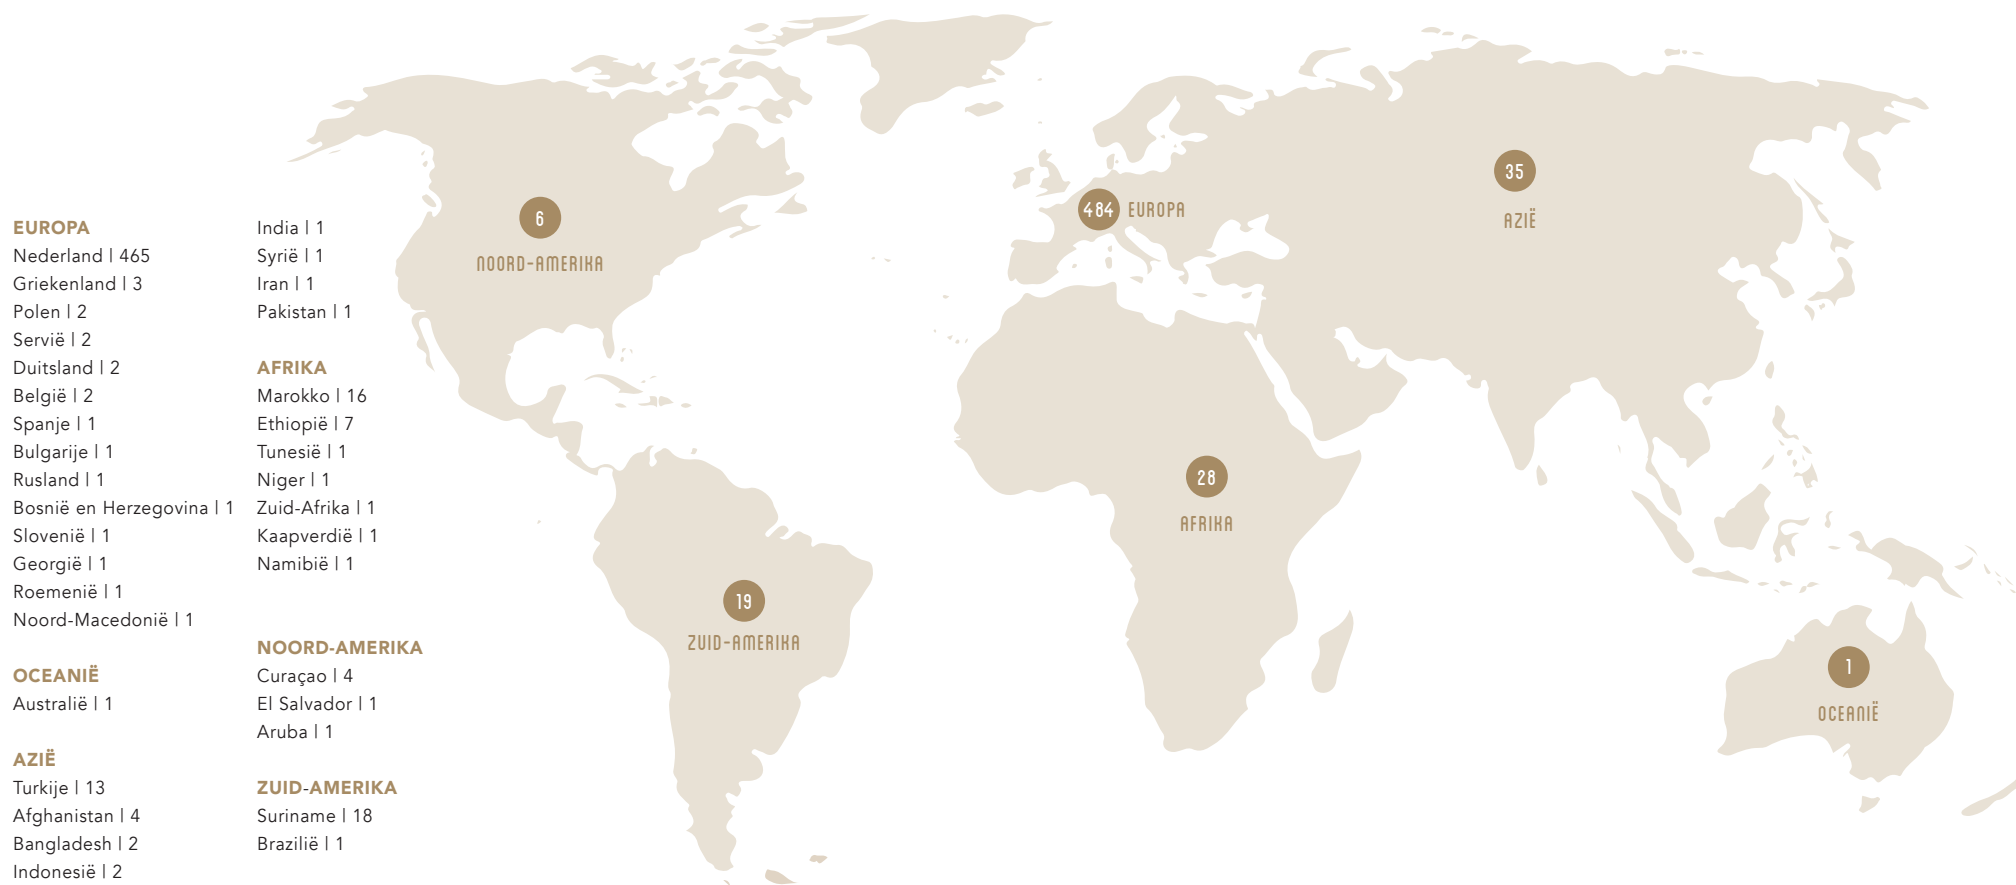 EUROPA
Nederland | 465
Griekenland | 3
Polen | 2
Servië | 2
Duitsland | 2
België | 2
Spanje | 1
Bulgarije | 1
Rusland | 1
Bosnië en Herzegovina | 1
Slovenië | 1
Georgië | 1
Roemenië | 1
Noord-Macedonië | 1
OCEANIË
Australië | 1
AZIË
Turkije | 13
Afghanistan | 4
Bangladesh | 2
Indonesië | 2
India | 1
Syrië | 1
Iran | 1
Pakistan | 1
AFRIKA
Marokko | 16
Ethiopië | 7
Tunesië | 1
Niger | 1
Zuid-Afrika | 1
Kaapverdië | 1
Namibië | 1
NOORD-AMERIKA
Curaçao | 4
El Salvador | 1
Aruba | 1
ZUID-AMERIKA
Suriname | 18
Brazilië | 1
6
NOORD-AMERIKA
484 EUROPA
35
AZIË
28
AFRIKA
19
ZUID-AMERIKA
1
OCEANIË